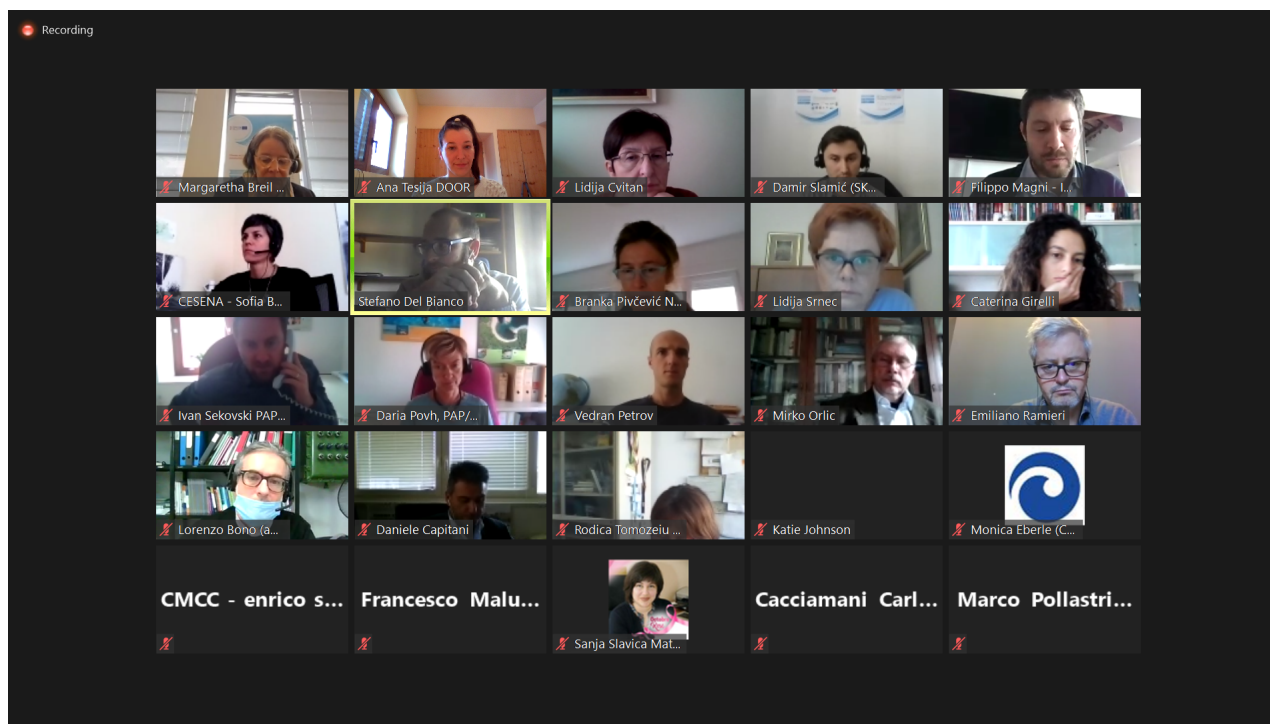 Recording
Margaretha Breil ...
Ana Tesija DOOR
Lidija Cvitan
Damir Slamić (SK...
Filippo Magni - I...
CESENA - Sofia B...
Stefano Del Bianco
Branka Pivčević N...
Lidija Srnec
Caterina Girelli
Ivan Sekovski PAP...
Daria Povh, PAP/...
Vedran Petrov
Mirko Orlic
Emiliano Ramieri
Lorenzo Bono (a...
Daniele Capitani
Rodica Tomozeiu ...
Katie Johnson
Monica Eberle (C...
CMCC - enrico s...
Francesco Malu...
Sanja Slavica Mat...
Cacciamani Carl...
Marco Pollastri...